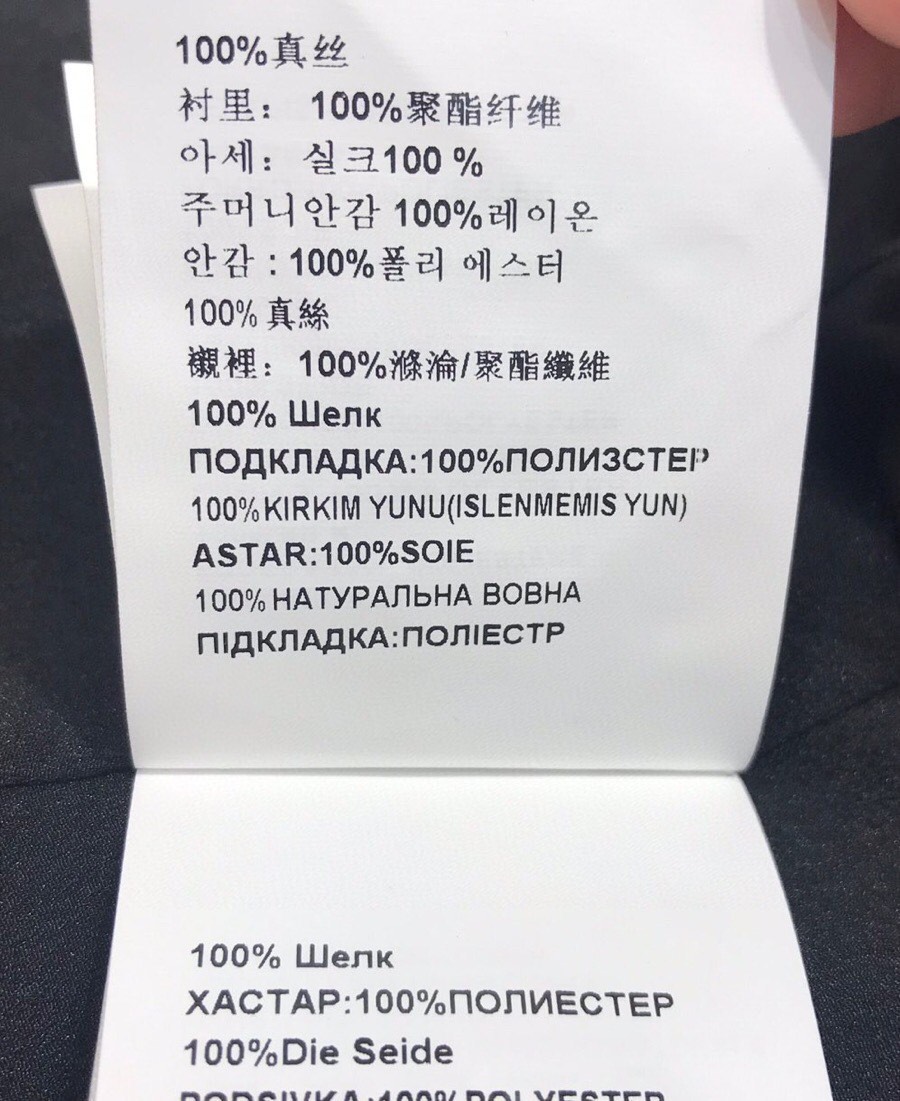 100%真丝
衬里： 100%聚酯纤维
아세： 실크100 %
주머니안감 100%레이온
안감 : 100%폴리 에스터
100% 真絲
襯裡： 100%滌淪/聚酯纖維
100% Шелк
ПОДКЛАДКА:100%ПОЛИЗСТЕР
100%KIRKIM YUNU(ISLENMEMIS YUN)
ASTAR:100%SOIE
100% НАТУРАЛЬНА ВОВНА
ПІДКЛАДКА:ПОЛІЕСТР
100% Шелк
ХАСТАР:100%ПОЛИЕСТЕР
100%Die Seide
PODSIVKA:100% POLYESTER